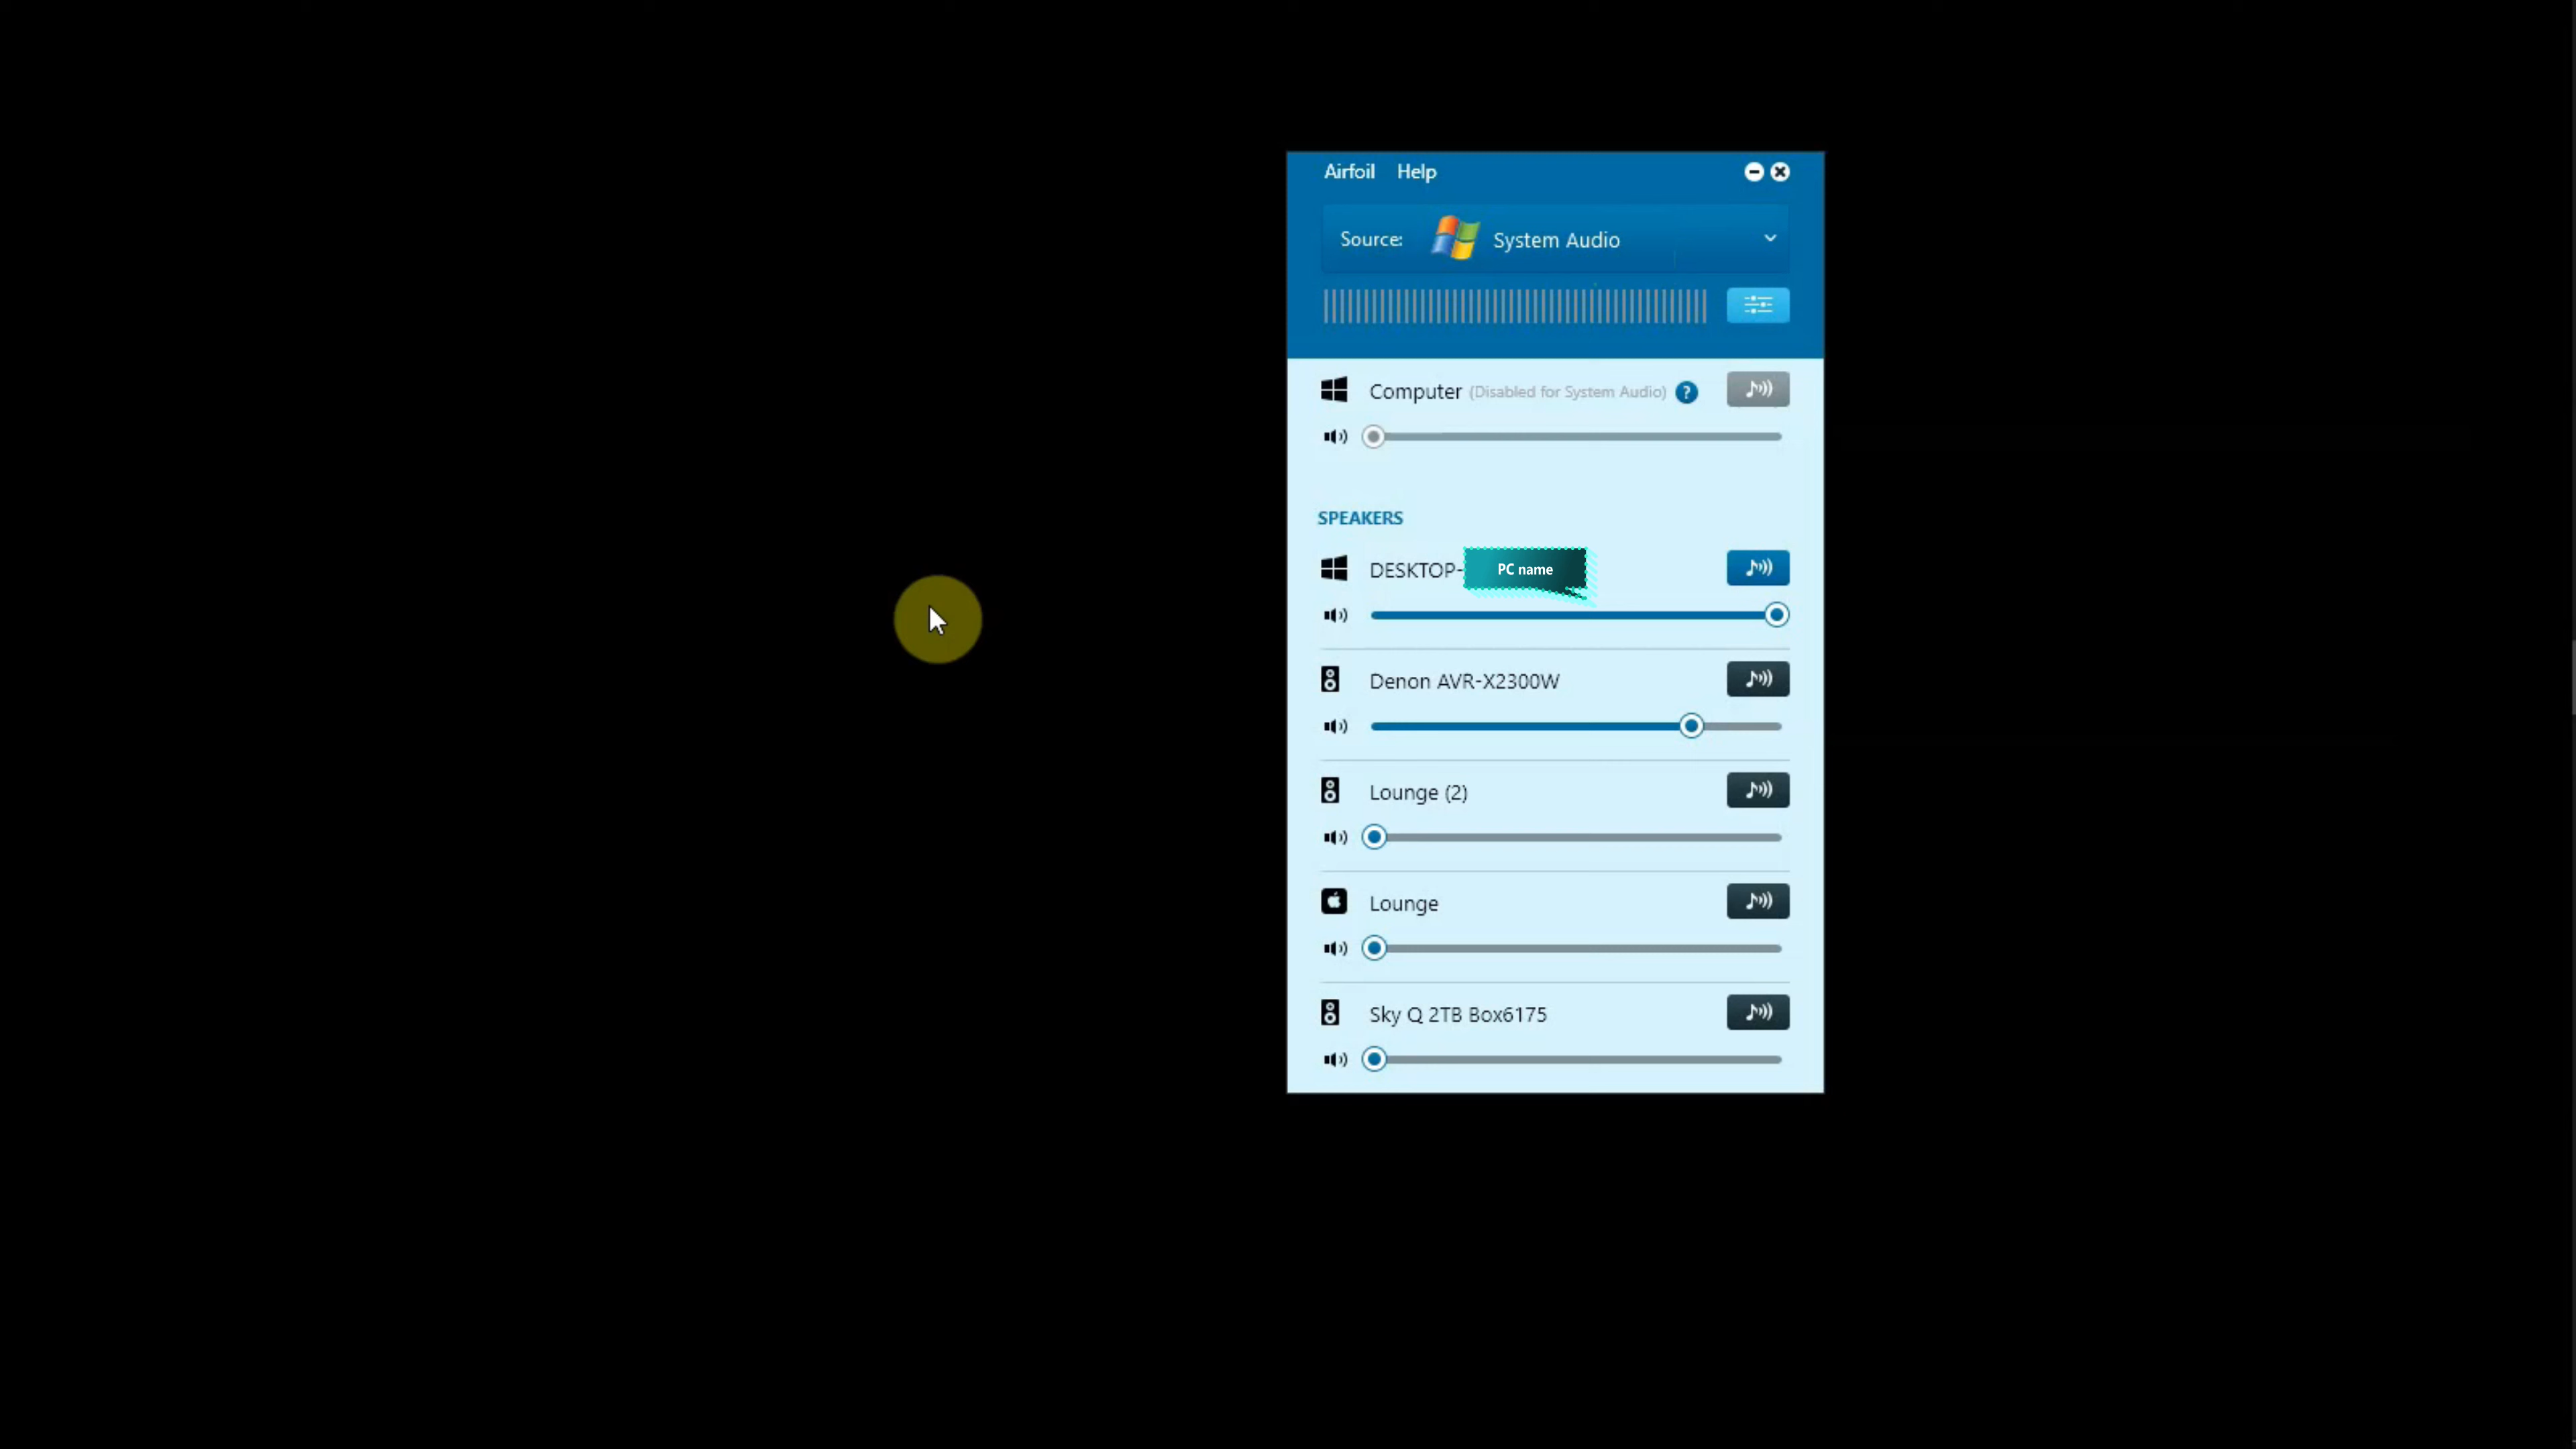 Airfoil Help
Source: System Audio
Computer (Disabled for System Audio) ?
SPEAKERS
DESKTOP- PC name
Denon AVR-X2300W
Lounge (2)
Lounge
Sky Q 2TB Box6175